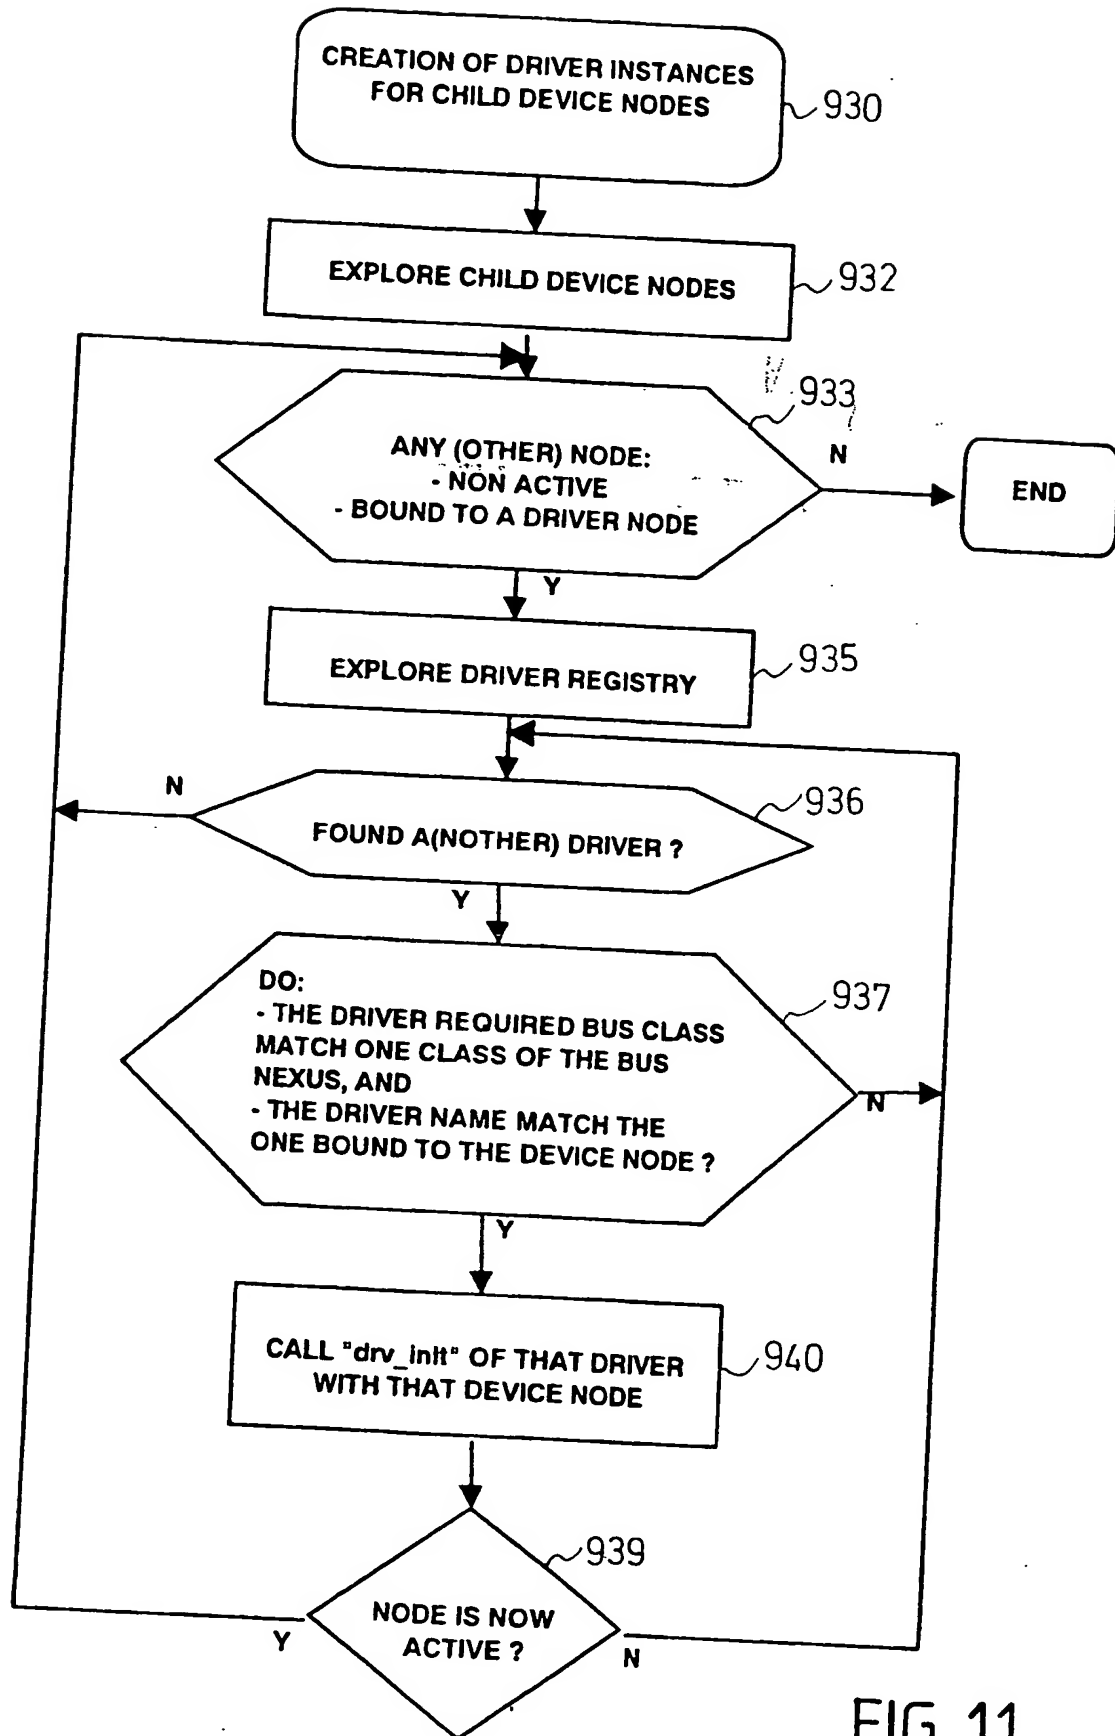 CREATION OF DRIVER INSTANCES
FOR CHILD DEVICE NODES
930
EXPLORE CHILD DEVICE NODES
932
933
ANY (OTHER) NODE:
- NON ACTIVE
- BOUND TO A DRIVER NODE
N
END
Y
EXPLORE DRIVER REGISTRY
935
N
936
FOUND A(NOTHER) DRIVER ?
Y
937
DO:
- THE DRIVER REQUIRED BUS CLASS
MATCH ONE CLASS OF THE BUS
NEXUS, AND
- THE DRIVER NAME MATCH THE
ONE BOUND TO THE DEVICE NODE ?
N
Y
CALL "drv_init" OF THAT DRIVER
WITH THAT DEVICE NODE
940
939
NODE IS NOW
ACTIVE ?
Y
N
FIG. 11